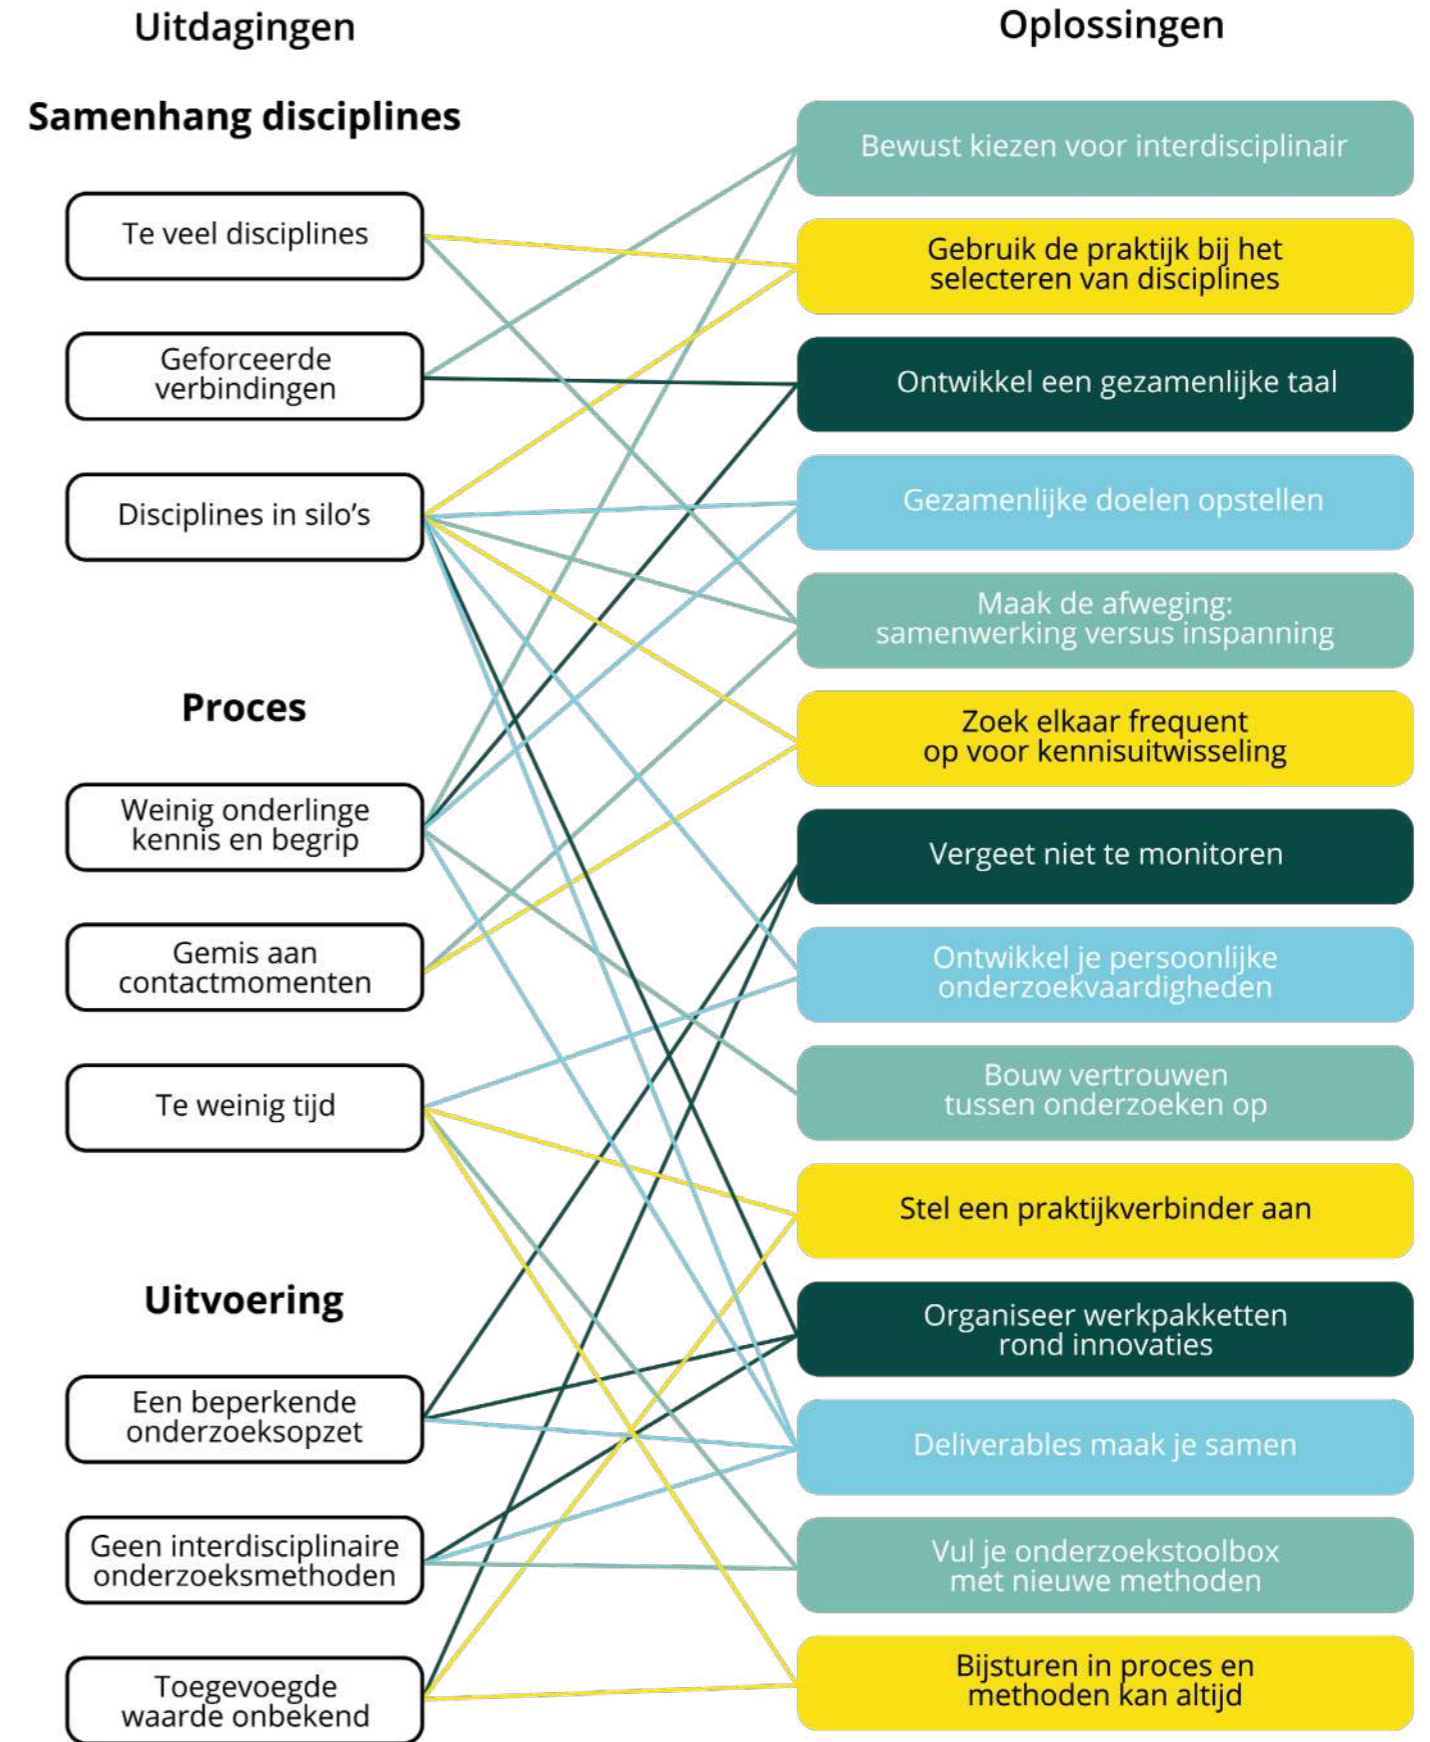 Uitdagingen
Samenhang disciplines
Te veel disciplines
Geforceerde
verbindingen
Disciplines in silo’s
Proces
Weinig onderlinge
kennis en begrip
Gemis aan
contactmomenten
Te weinig tijd
Uitvoering
Een beperkende
onderzoeksopzet
Geen interdisciplinaire
onderzoeksmethoden
Toegevoegde
waarde onbekend
Oplossingen
Bewust kiezen voor interdisciplinair
Gebruik de praktijk bij het
selecteren van disciplines
Ontwikkel een gezamenlijke taal
Gezamenlijke doelen opstellen
Maak de afweging:
samenwerking versus inspanning
Zoek elkaar frequent
op voor kennisuitwisseling
Vergeet niet te monitoren
Ontwikkel je persoonlijke
onderzoekvaardigheden
Bouw vertrouwen
tussen onderzoeken op
Stel een praktijkverbinder aan
Organiseer werkpakketten
rond innovaties
Deliverables maak je samen
Vul je onderzoekstoolbox
met nieuwe methoden
Bijsturen in proces en
methoden kan altijd